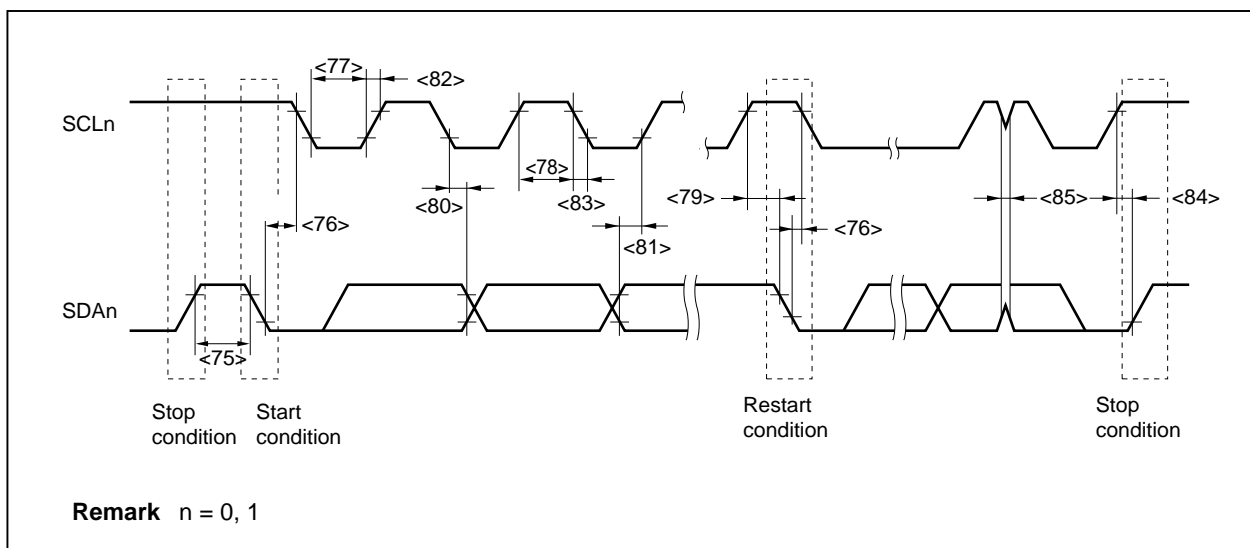 <77>
<82>
SCLn
<78>
<79>
<85>
<84>
<80>
<83>
<76>
<76>
<81>
SDAn
<75>
Stop
condition
Start
condition
Restart
condition
Stop
condition
Remark n = 0, 1